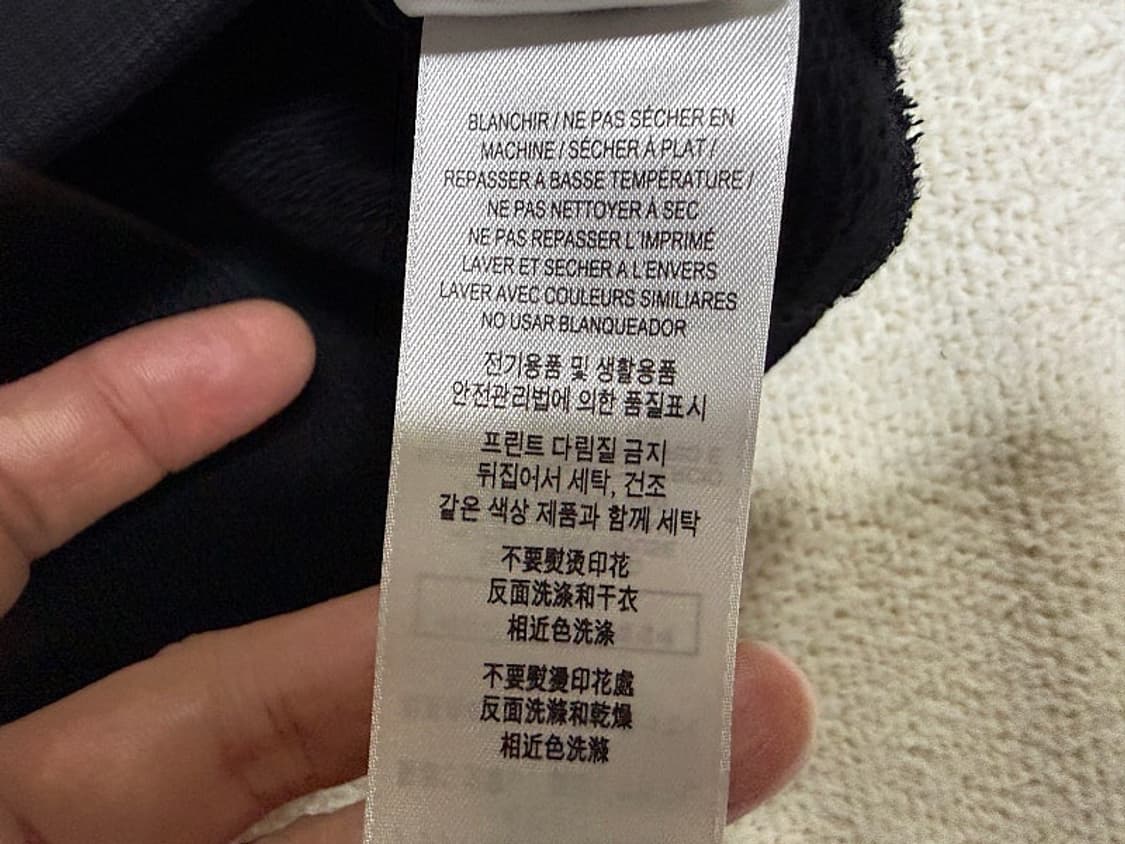 BLANCHIR / NE PAS SÉCHER EN
MACHINE / SÉCHER À PLAT /
REPASSER À BASSE TEMPÉRATURE /
NE PAS NETTOYER À SEC
NE PAS REPASSER L'IMPRIMÉ
LAVER ET SECHER A L'ENVERS
LAVER AVEC COULEURS SIMILIARES
NO USAR BLANQUEADOR
전기용품 및 생활용품
안전관리법에 의한 품질표시
프린트 다림질 금지
뒤집어서 세탁, 건조
같은 색상 제품과 함께 세탁
不要熨烫印花
反面洗涤和干衣
相近色洗涤
不要熨燙印花處
反面洗滌和乾燥
相近色洗滌